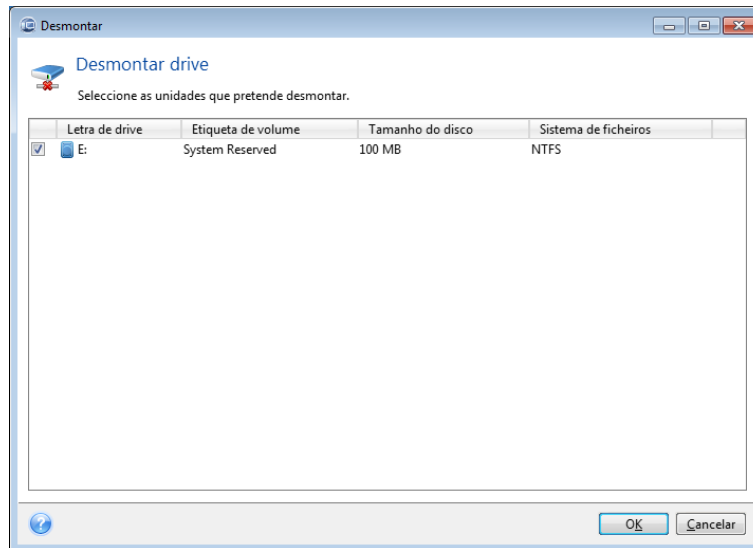 Desmontar
Desmontar drive
Seleccione as unidades que pretende desmontar.
Letra de drive Etiqueta de volume Tamanho do disco Sistema de ficheiros
E: System Reserved 100 MB NTFS
OK Cancelar